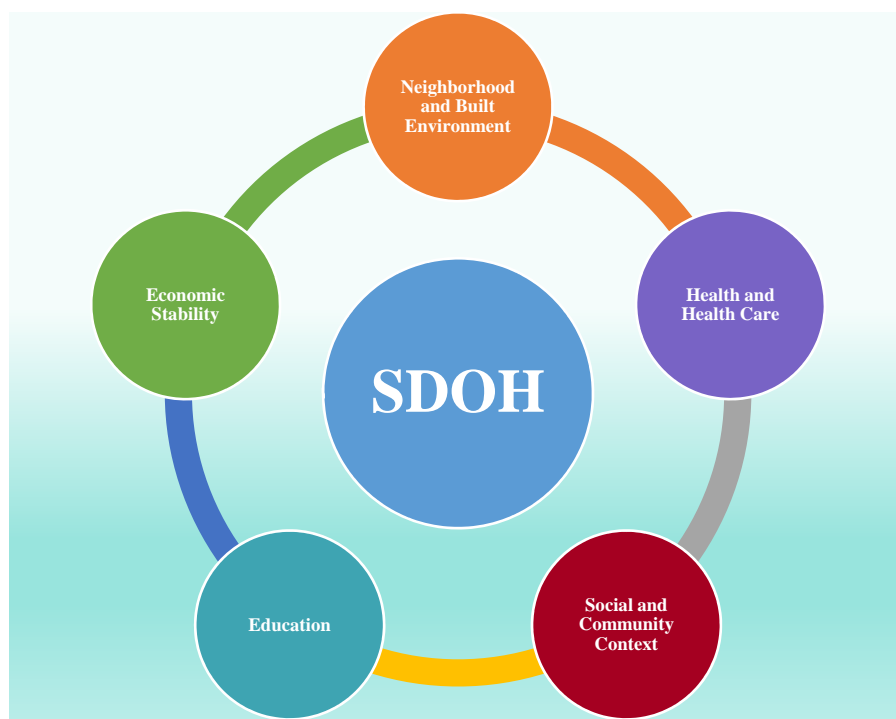 Neighborhood
and Built
Environment
Economic
Stability
Health and
Health Care
SDOH
Education
Social and
Community
Context